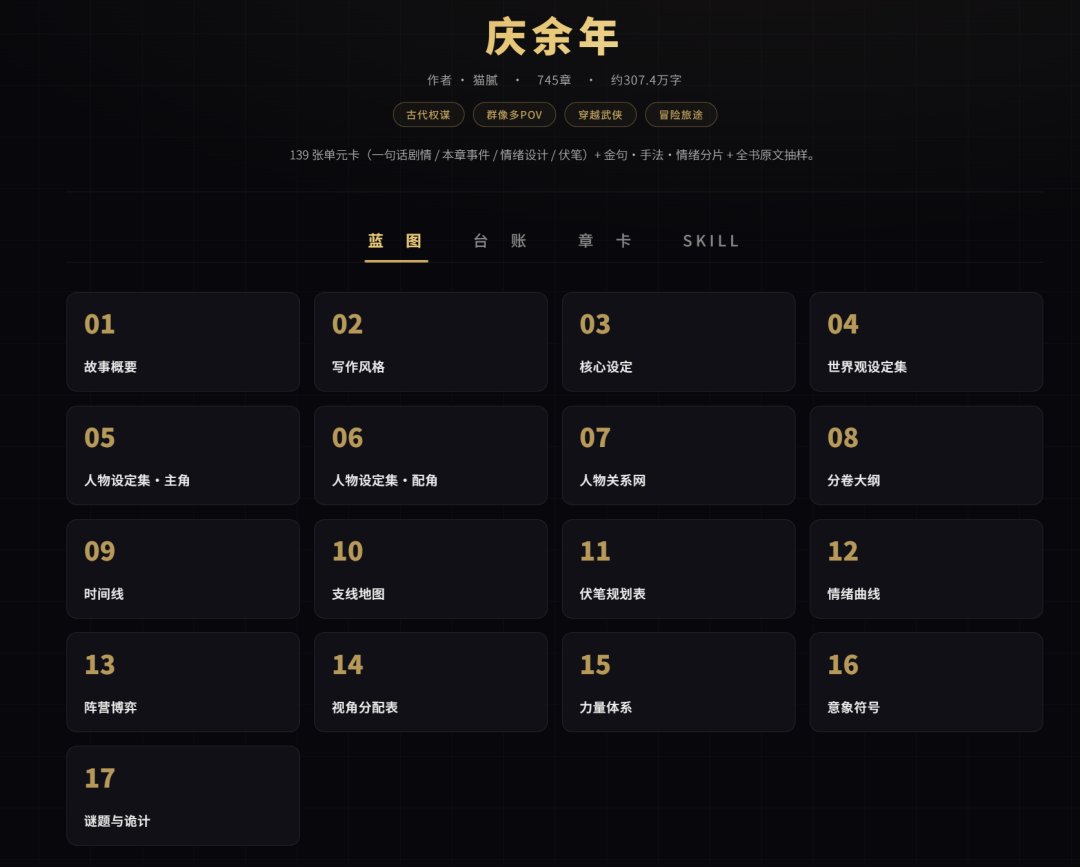 庆余年
作者 · 猫腻 · 745章 · 约307.4万字
古代权谋 群像多POV 穿越武侠 冒险旅途
139 张单元卡（一句话剧情 / 本章事件 / 情绪设计 / 伏笔）+ 金句·手法·情绪分片 + 全书原文抽样。
蓝图 台账 章卡 SKILL
01 02 03 04
故事概要 写作风格 核心设定 世界观设定集
05 06 07 08
人物设定集·主角 人物设定集·配角 人物关系网 分卷大纲
09 10 11 12
时间线 支线地图 伏笔规划表 情绪曲线
13 14 15 16
阵营博弈 视角分配表 力量体系 意象符号
17
谜题与诡计